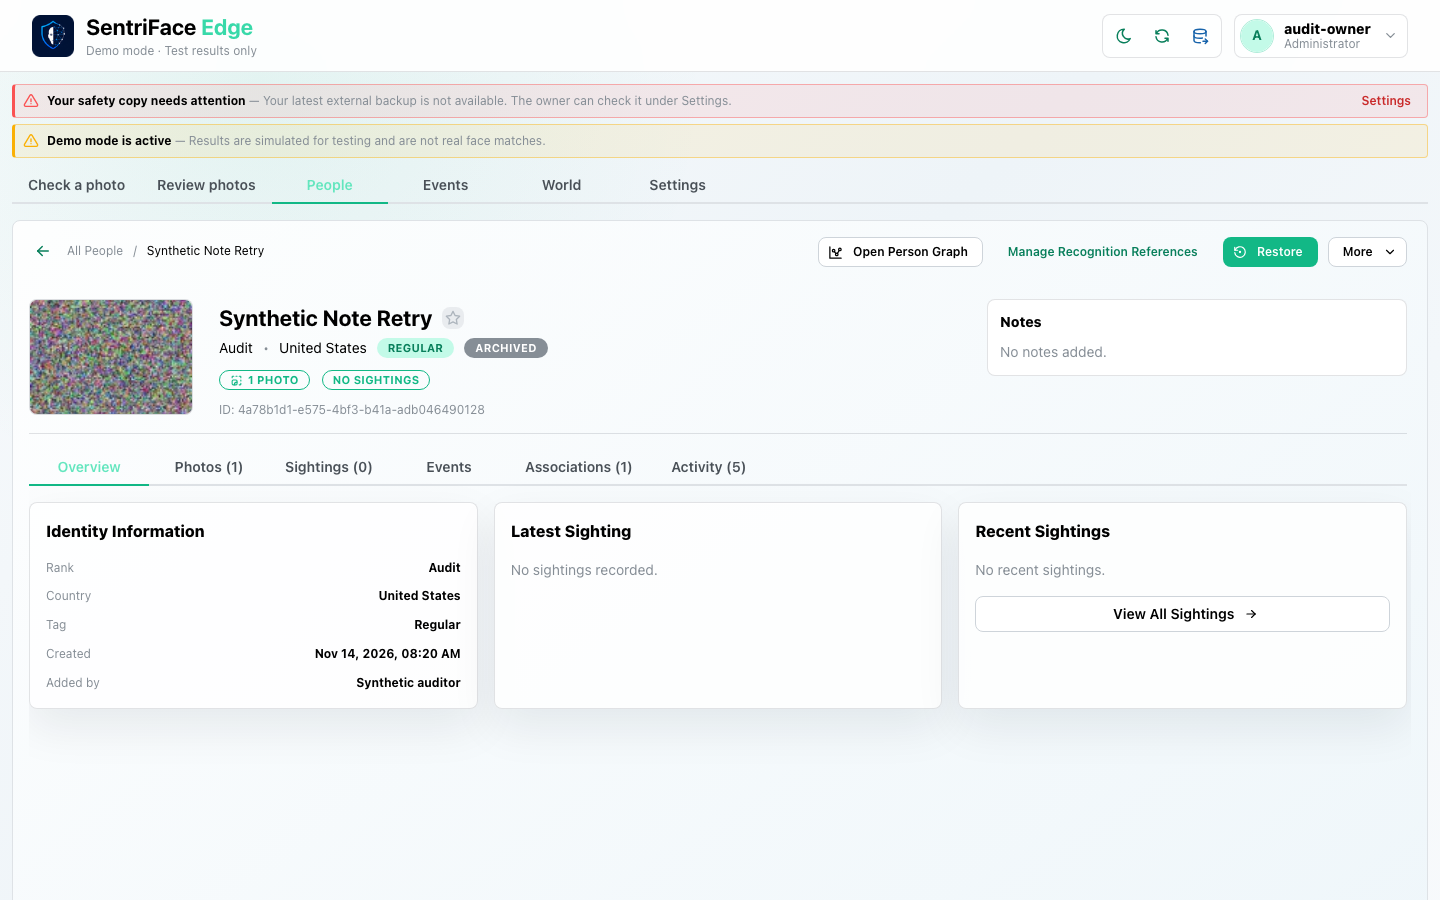 SentriFace Edge
Demo mode · Test results only
A
audit-owner
Administrator
Your safety copy needs attention — Your latest external backup is not available. The owner can check it under Settings.
Settings
Demo mode is active — Results are simulated for testing and are not real face matches.
Check a photo
Review photos
People
Events
World
Settings
All People / Synthetic Note Retry
Open Person Graph
Manage Recognition References
Restore
More
Synthetic Note Retry
Audit • United States REGULAR ARCHIVED
1 PHOTO NO SIGHTINGS
ID: 4a78b1d1-e575-4bf3-b41a-adb046490128
Notes
No notes added.
Overview
Photos (1)
Sightings (0)
Events
Associations (1)
Activity (5)
Identity Information
Rank Audit
Country United States
Tag Regular
Created Nov 14, 2026, 08:20 AM
Added by Synthetic auditor
Latest Sighting
No sightings recorded.
Recent Sightings
No recent sightings.
View All Sightings →